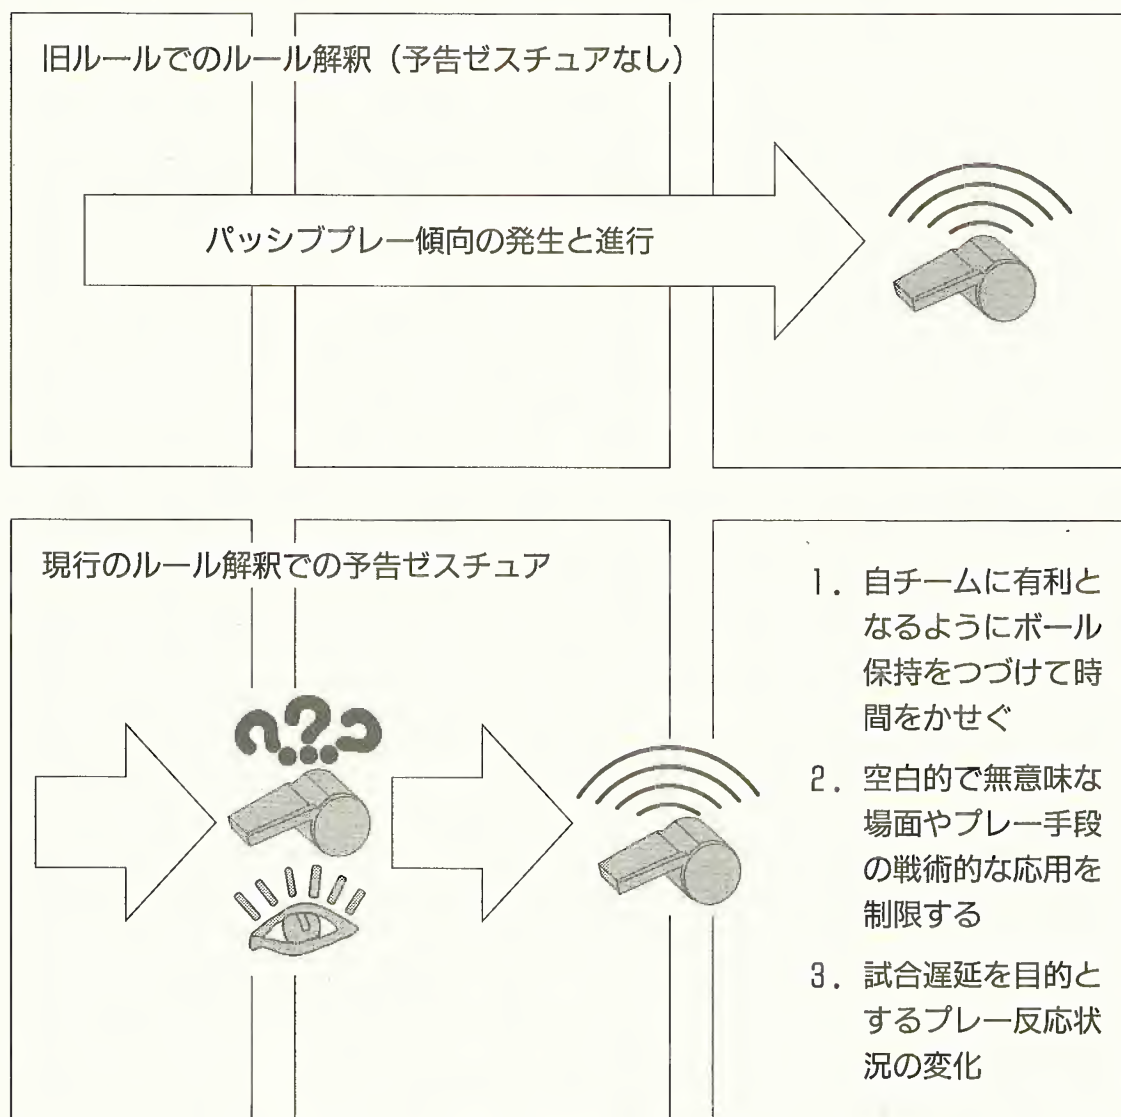 旧ルールでのルール解釈（予告ゼスチュアなし）
パッシブプレー傾向の発生と進行
現行のルール解釈での予告ゼスチュア
???
1．自チームに有利と
なるようにボール
保持をつづけて時
間をかせぐ
2．空白的で無意味な
場面やプレー手段
の戦術的な応用を
制限する
3．試合遅延を目的と
するプレー反応状
況の変化